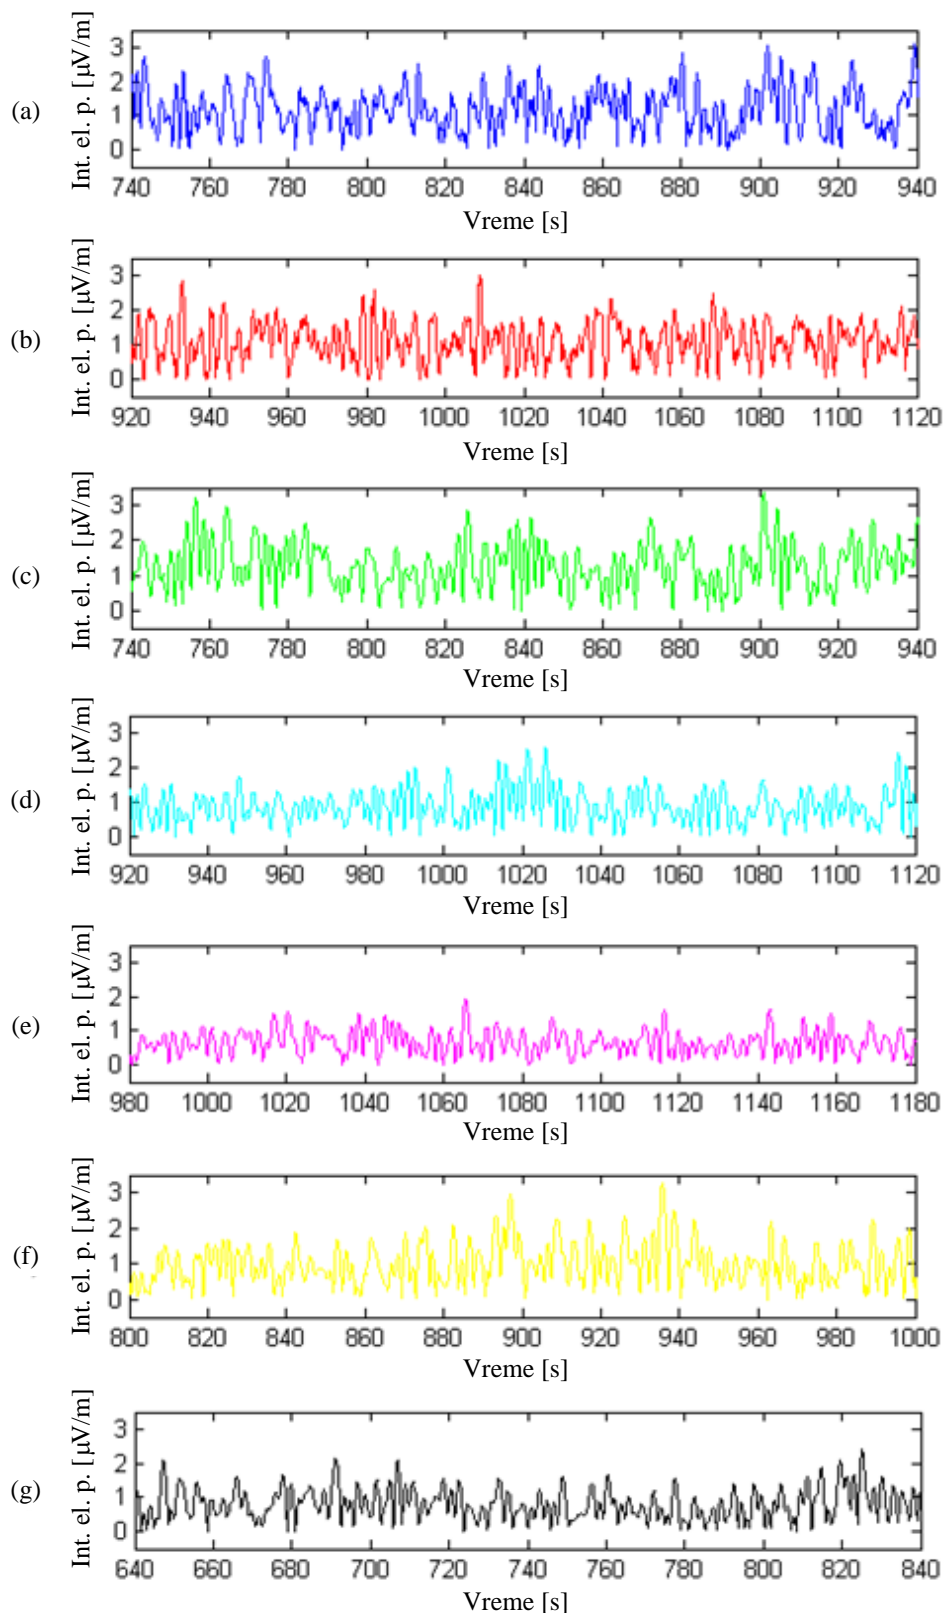 (a)
Int. el. p. [µV/m]
3
2
1
0
740 760 780 800 820 840 860 880 900 920 940
Vreme [s]
(b)
Int. el. p. [µV/m]
3
2
1
0
920 940 960 980 1000 1020 1040 1060 1080 1100 1120
Vreme [s]
(c)
Int. el. p. [µV/m]
3
2
1
0
740 760 780 800 820 840 860 880 900 920 940
Vreme [s]
(d)
Int. el. p. [µV/m]
3
2
1
0
920 940 960 980 1000 1020 1040 1060 1080 1100 1120
Vreme [s]
(e)
Int. el. p. [µV/m]
3
2
1
0
980 1000 1020 1040 1060 1080 1100 1120 1140 1160 1180
Vreme [s]
(f)
Int. el. p. [µV/m]
3
2
1
0
800 820 840 860 880 900 920 940 960 980 1000
Vreme [s]
(g)
Int. el. p. [µV/m]
3
2
1
0
640 660 680 700 720 740 760 780 800 820 840
Vreme [s]